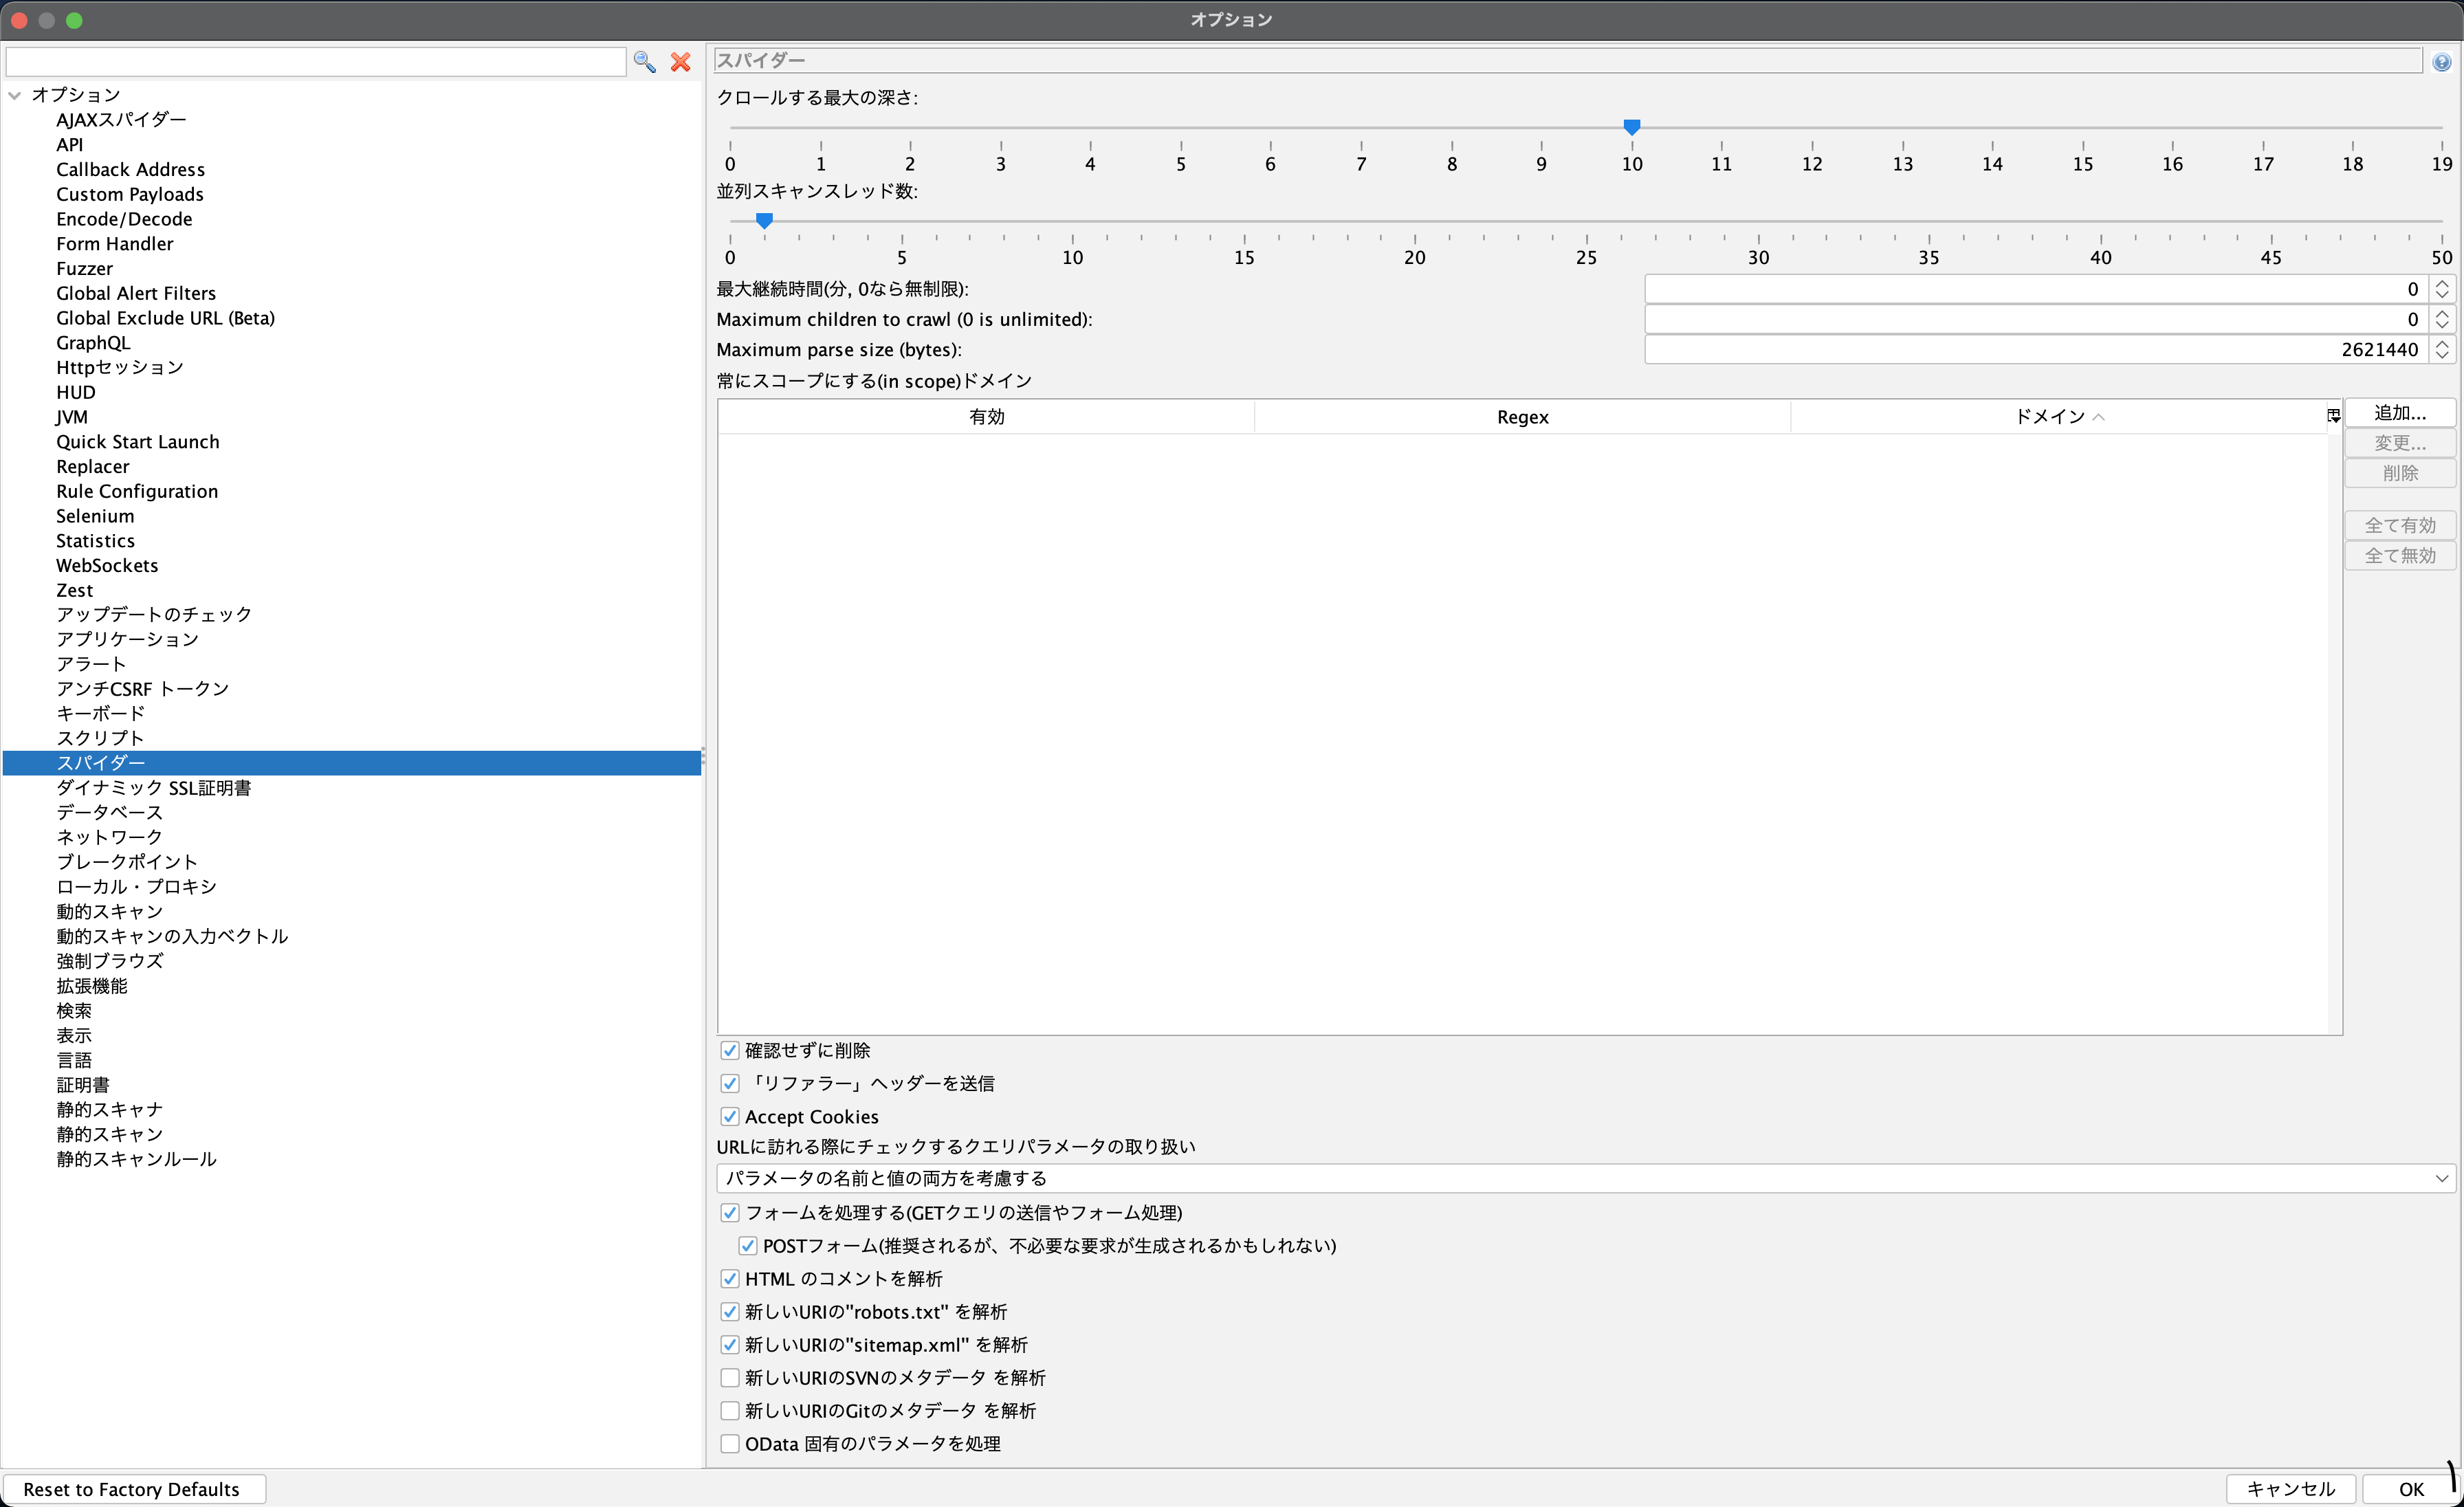 オプション
オプション
AJAXスパイダー
API
Callback Address
Custom Payloads
Encode/Decode
Form Handler
Fuzzer
Global Alert Filters
Global Exclude URL (Beta)
GraphQL
Httpセッション
HUD
JVM
Quick Start Launch
Replacer
Rule Configuration
Selenium
Statistics
WebSockets
Zest
アップデートのチェック
アプリケーション
アラート
アンチCSRF トークン
キーボード
スクリプト
スパイダー
ダイナミック SSL証明書
データベース
ネットワーク
ブレークポイント
ローカル・プロキシ
動的スキャン
動的スキャンの入力ベクトル
強制ブラウズ
拡張機能
検索
表示
言語
証明書
静的スキャナ
静的スキャン
静的スキャンルール
スパイダー
クロールする最大の深さ:
0 1 2 3 4 5 6 7 8 9 10 11 12 13 14 15 16 17 18 19
並列スキャンスレッド数:
0 5 10 15 20 25 30 35 40 45 50
最大継続時間(分, 0なら無制限): 0
Maximum children to crawl (0 is unlimited): 0
Maximum parse size (bytes): 2621440
常にスコープにする(in scope)ドメイン
有効 Regex ドメイン
追加...
変更...
削除
全て有効
全て無効
確認せずに削除
「リファラー」ヘッダーを送信
Accept Cookies
URLに訪れる際にチェックするクエリパラメータの取り扱い
パラメータの名前と値の両方を考慮する
フォームを処理する(GETクエリの送信やフォーム処理)
POSTフォーム(推奨されるが、不必要な要求が生成されるかもしれない)
HTML のコメントを解析
新しいURIの"robots.txt" を解析
新しいURIの"sitemap.xml" を解析
新しいURIのSVNのメタデータ を解析
新しいURIのGitのメタデータ を解析
OData 固有のパラメータを処理
Reset to Factory Defaults
キャンセル
OK